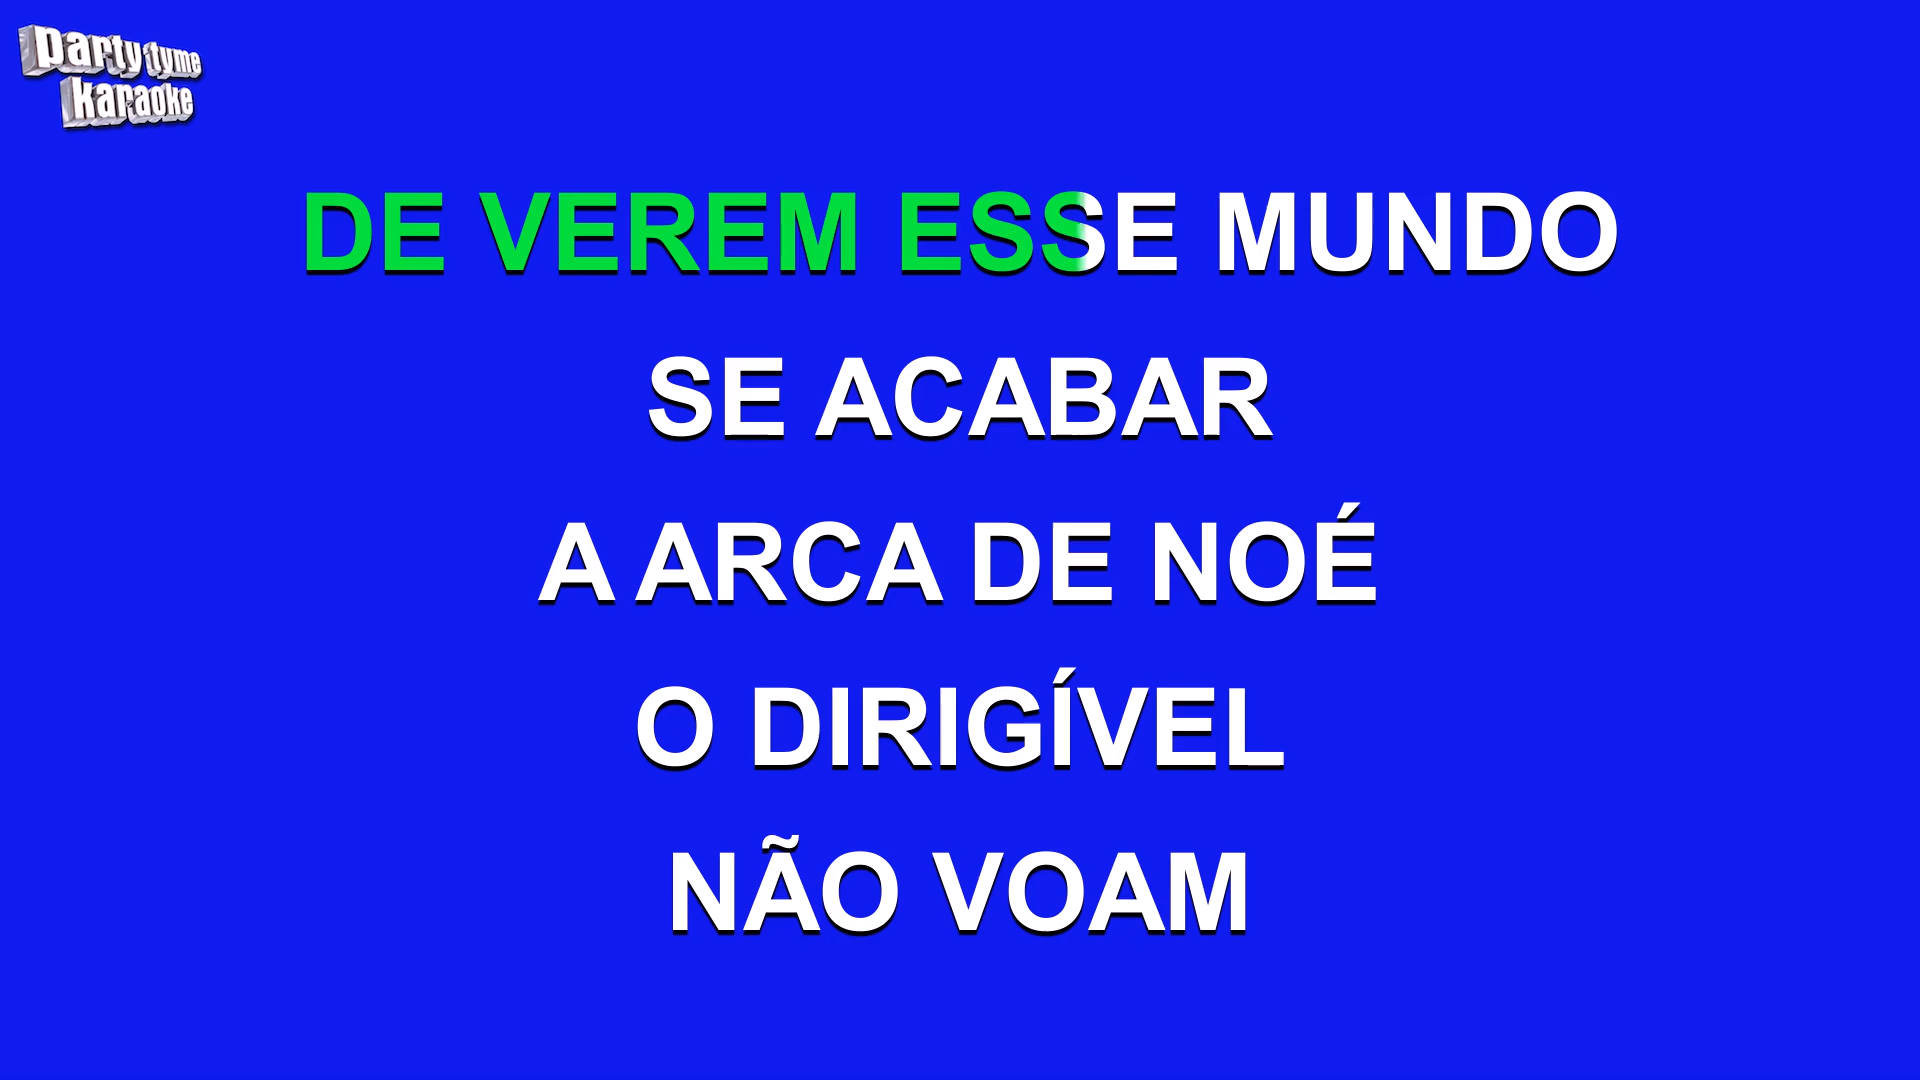 party tyme
karaoke
DE VEREM ESSE MUNDO
SE ACABAR
A ARCA DE NOÉ
O DIRIGÍVEL
NÃO VOAM